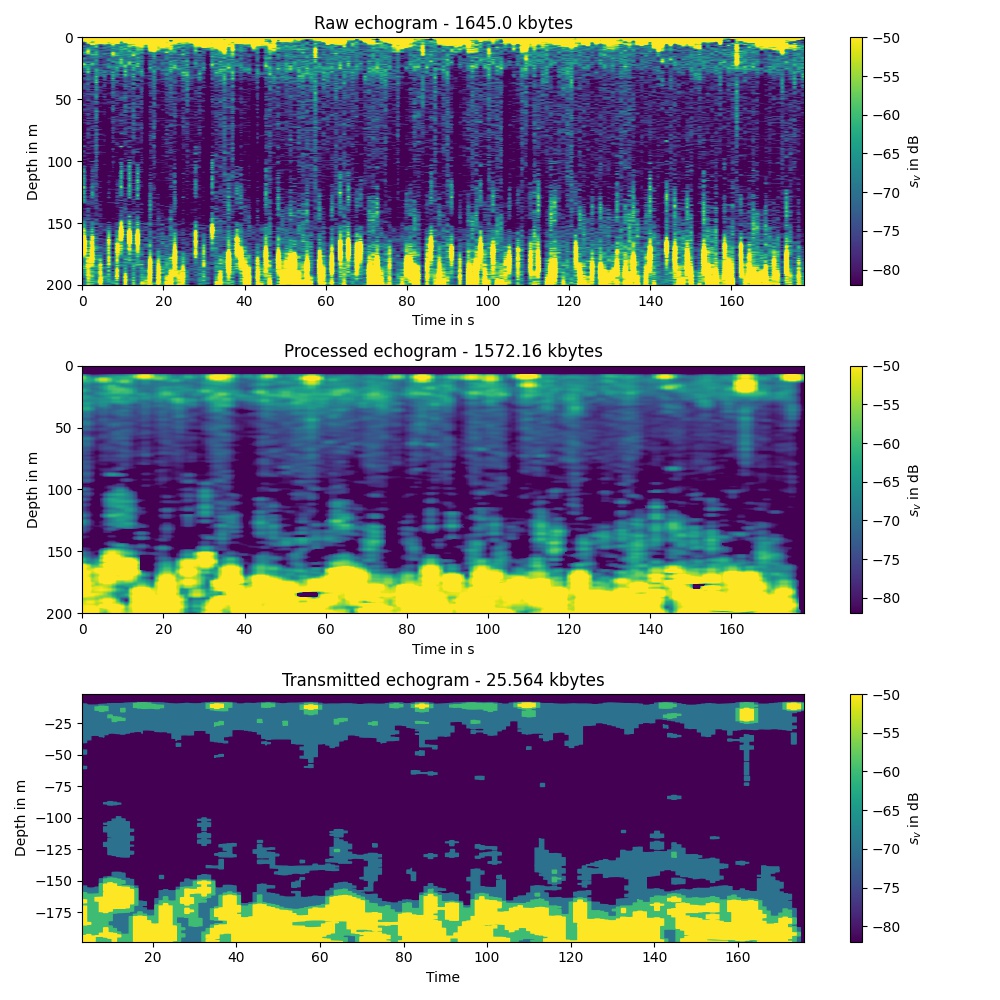 Raw echogram - 1645.0 kbytes
0
50
100
150
200
Depth in m
0 20 40 60 80 100 120 140 160
Time in s
−50
−55
−60
−65
−70
−75
−80
sv in dB
Processed echogram - 1572.16 kbytes
0
50
100
150
200
Depth in m
0 20 40 60 80 100 120 140 160
Time in s
−50
−55
−60
−65
−70
−75
−80
sv in dB
Transmitted echogram - 25.564 kbytes
−25
−50
−75
−100
−125
−150
−175
Depth in m
20 40 60 80 100 120 140 160
Time
−50
−55
−60
−65
−70
−75
−80
sv in dB